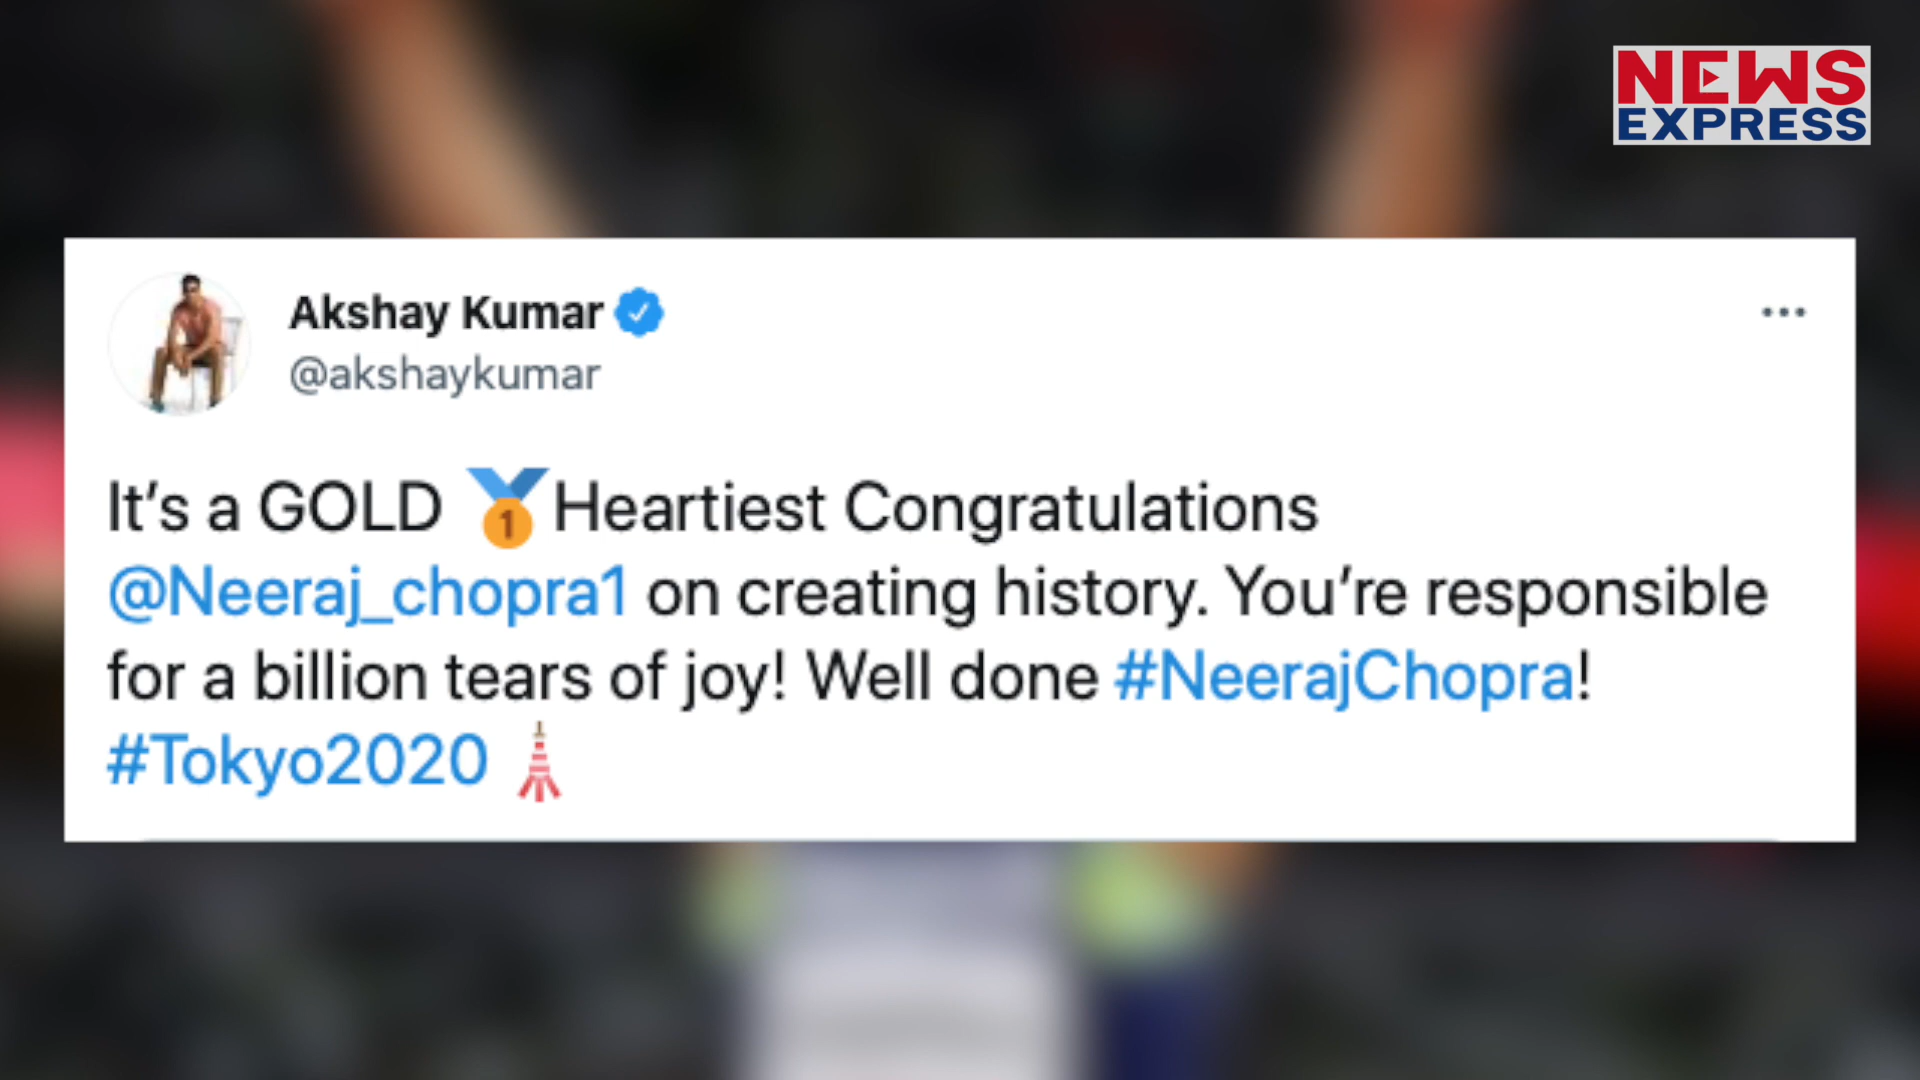 NEWS
EXPRESS
Akshay Kumar
@akshaykumar
It’s a GOLD 🥇Heartiest Congratulations
@Neeraj_chopra1 on creating history. You’re responsible
for a billion tears of joy! Well done #NeerajChopra!
#Tokyo2020 🗼